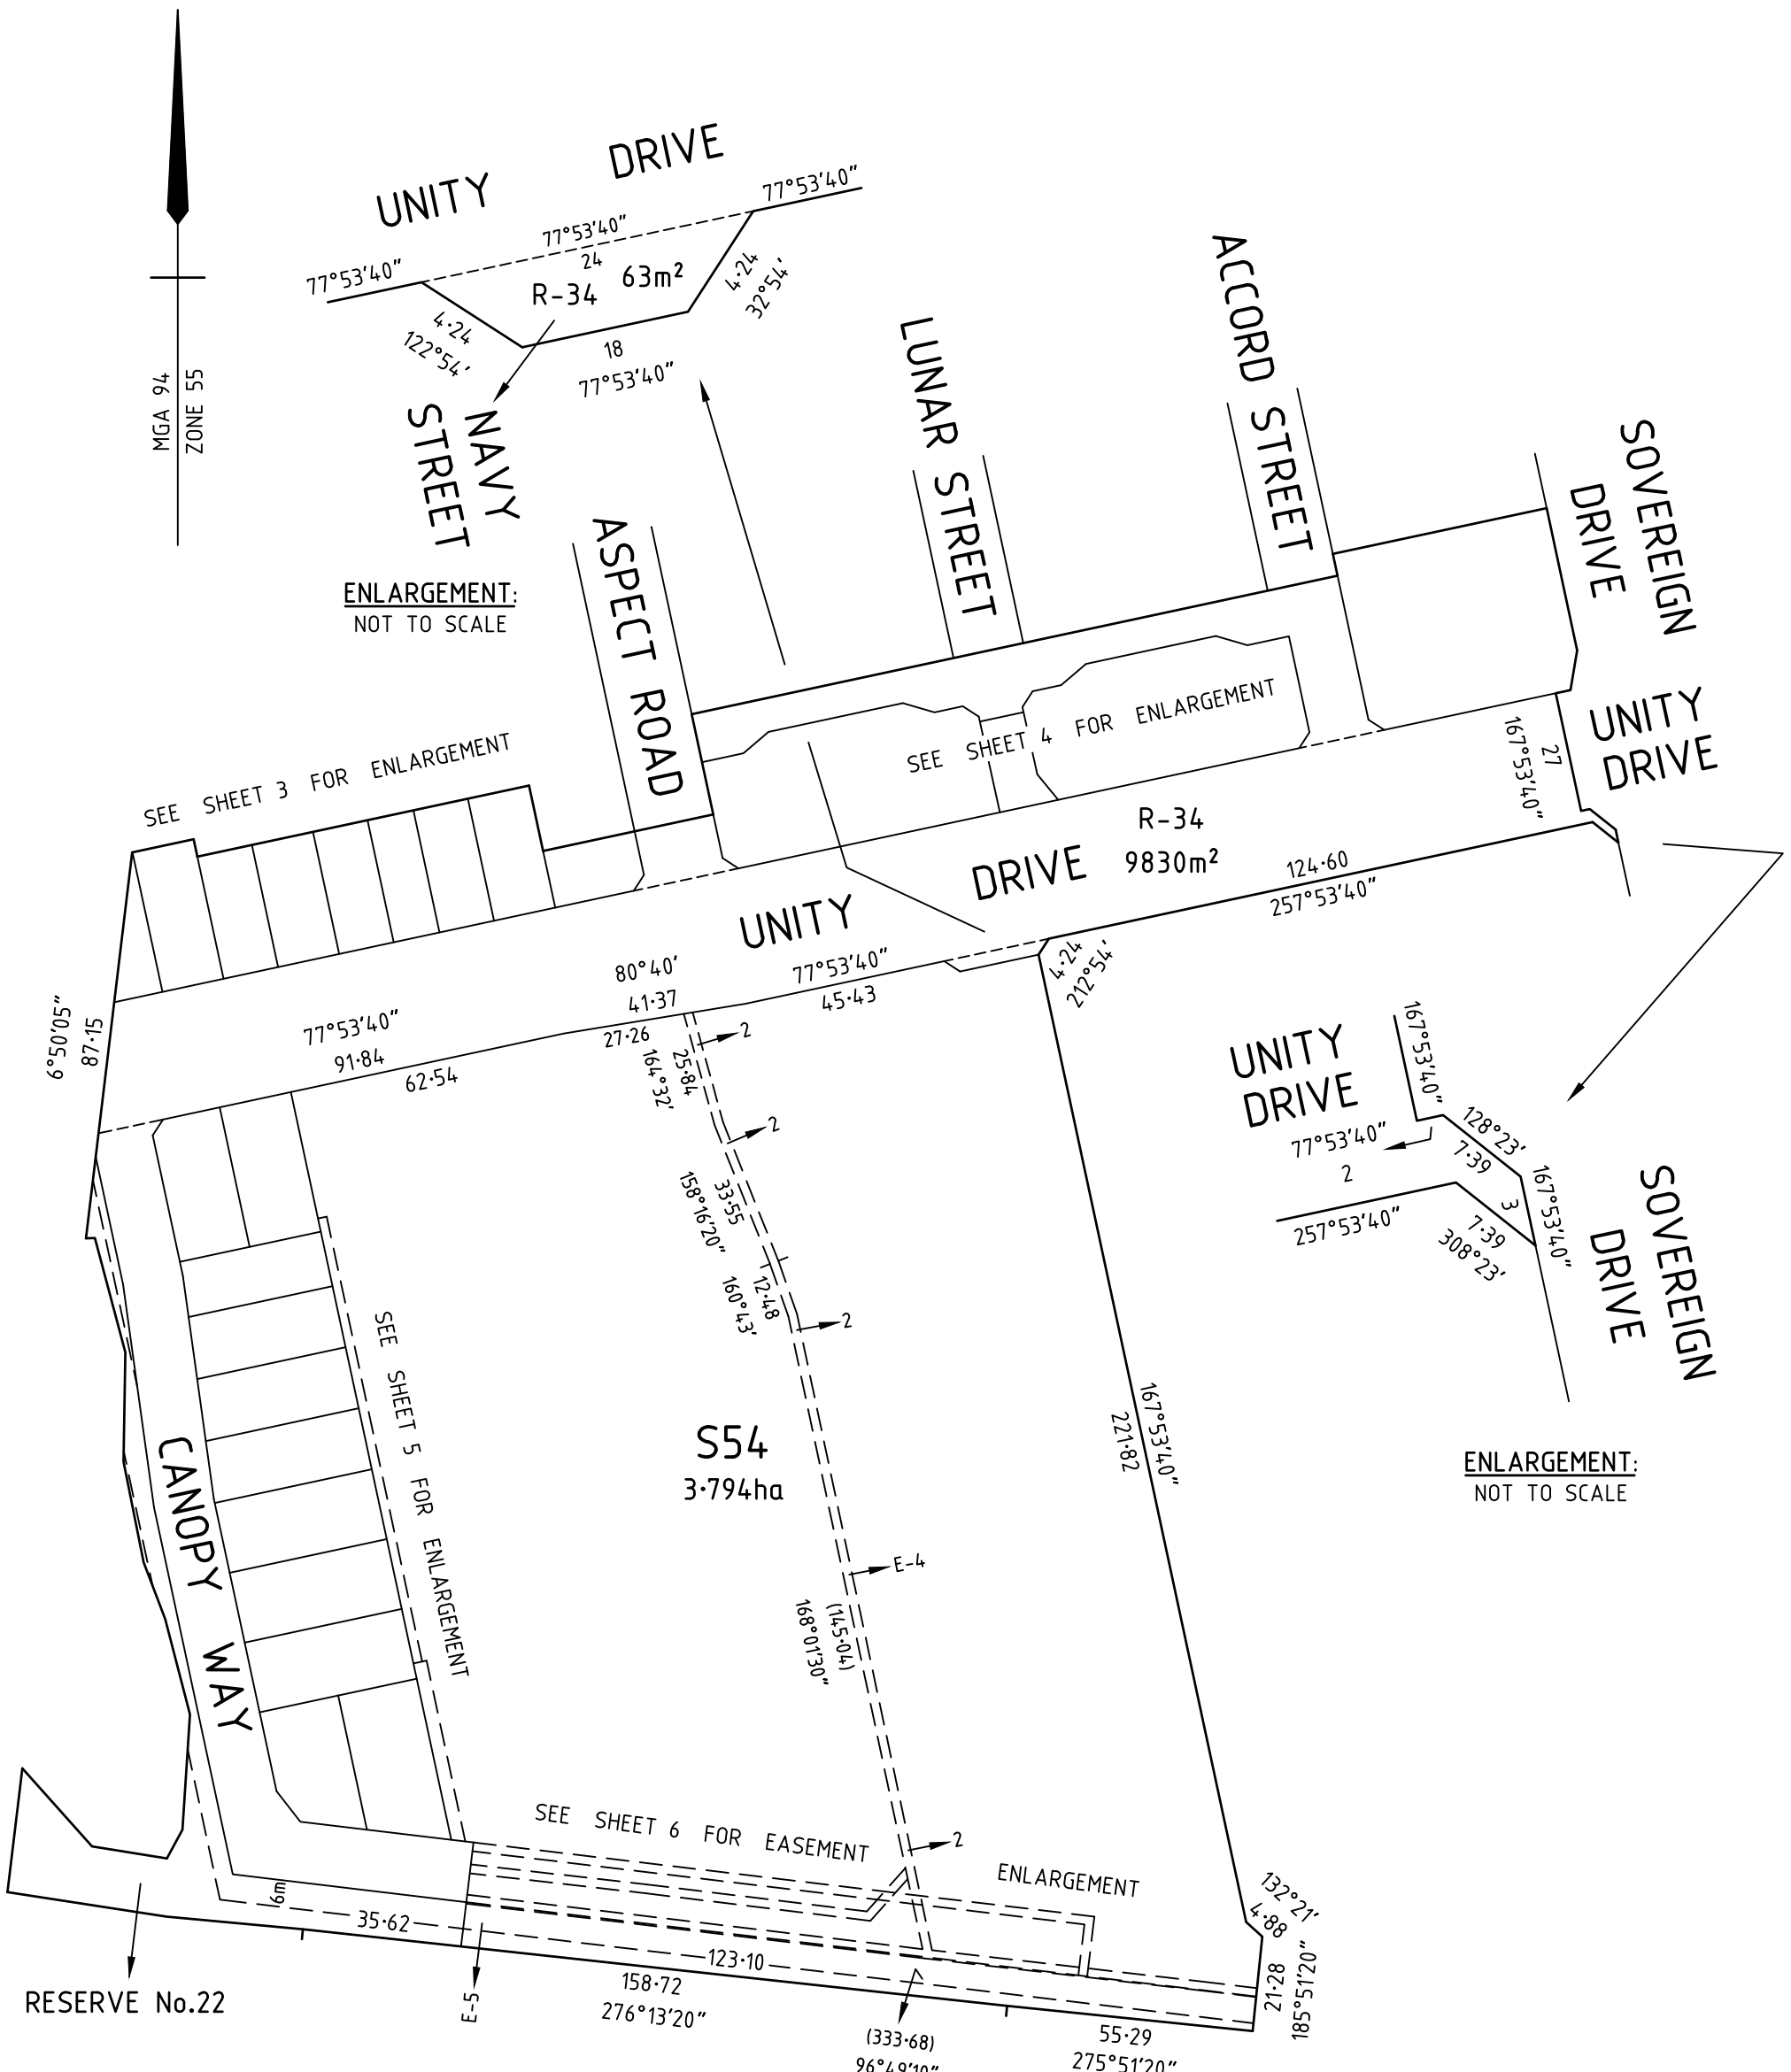 UNITY DRIVE
77°53'40"
77°53'40"
77°53'40"
24
R-34 63m²
4·24
122°54'
4·24
32°54'
18
77°53'40"
NAVY
STREET
ENLARGEMENT:
NOT TO SCALE
MGA 94
ZONE 55
ASPECT ROAD
LUNAR STREET
ACCORD STREET
SOVEREIGN
DRIVE
SEE SHEET 3 FOR ENLARGEMENT
SEE SHEET 4 FOR ENLARGEMENT
UNITY
DRIVE
27
167°53'40"
R-34
9830m²
UNITY DRIVE
124·60
257°53'40"
4·24
212°54'
80°40'
41·37
27·26
77°53'40"
45·43
77°53'40"
91·84
62·54
6°50'05"
87·15
25·84
164°32'
2
2
33·55
158°16'20"
12·48
160°43'
2
UNITY
DRIVE
167°53'40"
77°53'40"
2
128°23'
7·39
167°53'40"
3
257°53'40"
7·39
308°23'
SOVEREIGN
DRIVE
ENLARGEMENT:
NOT TO SCALE
SEE SHEET 5 FOR ENLARGEMENT
S54
3·794ha
167°53'40"
221·82
E-4
(145·04)
168°01'30"
CANOPY WAY
2
SEE SHEET 6 FOR EASEMENT ENLARGEMENT
132°21'
4·88
21·28
185°51'20"
6m
35·62
123·10
158·72
276°13'20"
E-5
RESERVE No.22
(333·68)
96°49'10"
55·29
275°51'20"